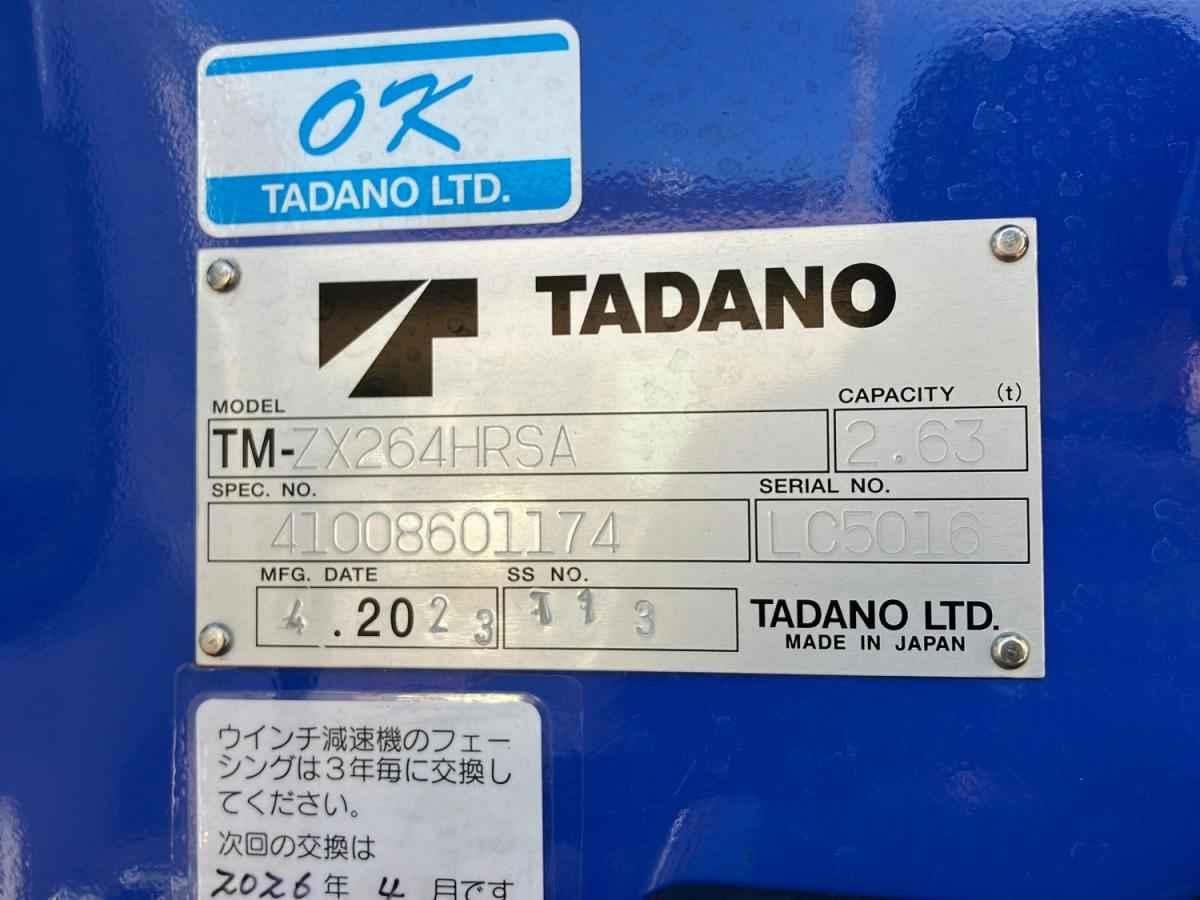 OK
TADANO LTD.
TADANO
MODEL
CAPACITY (t)
TM-ZX264HRSA
2.63
SPEC. NO.
SERIAL NO.
41008601174
LC5016
MFG. DATE
SS NO.
4.2023
113
TADANO LTD.
MADE IN JAPAN
ウインチ減速機のフェー
シングは3年毎に交換し
てください。
次回の交換は
2026年 4 月です